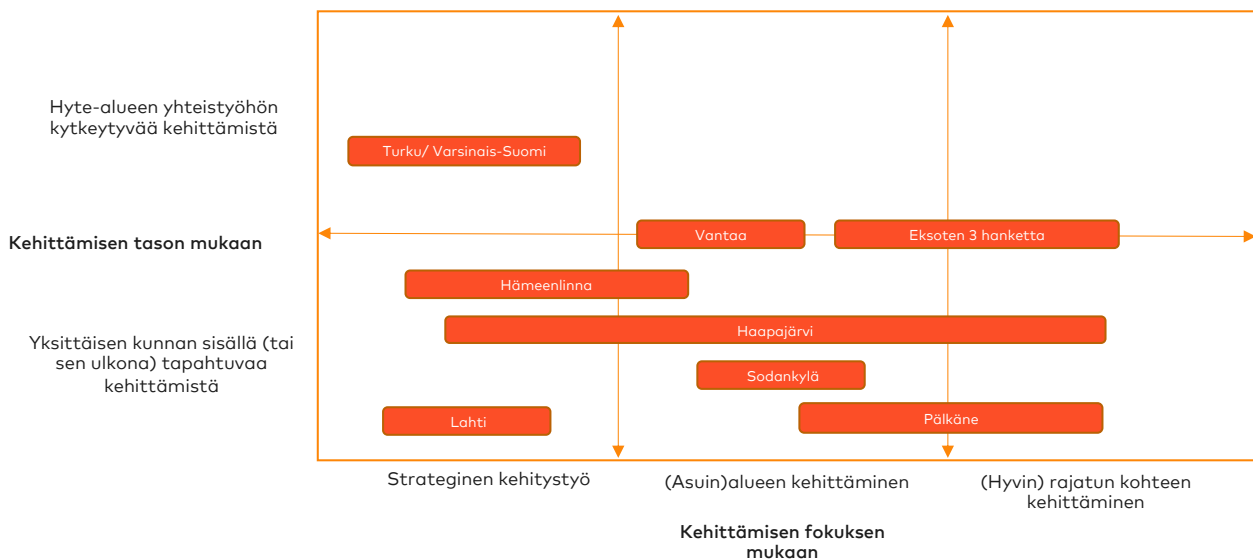 Hyte-alueen yhteistyöhön
kytkeytyvää kehittämistä
Turku/ Varsinais-Suomi
Kehittämisen tason mukaan
Vantaa
Eksoten 3 hanketta
Hämeenlinna
Haapajärvi
Yksittäisen kunnan sisällä (tai
sen ulkona) tapahtuvaa
kehittämistä
Sodankylä
Lahti
Pälkäne
Strateginen kehitystyö
(Asuin)alueen kehittäminen
(Hyvin) rajatun kohteen
kehittäminen
Kehittämisen fokuksen
mukaan